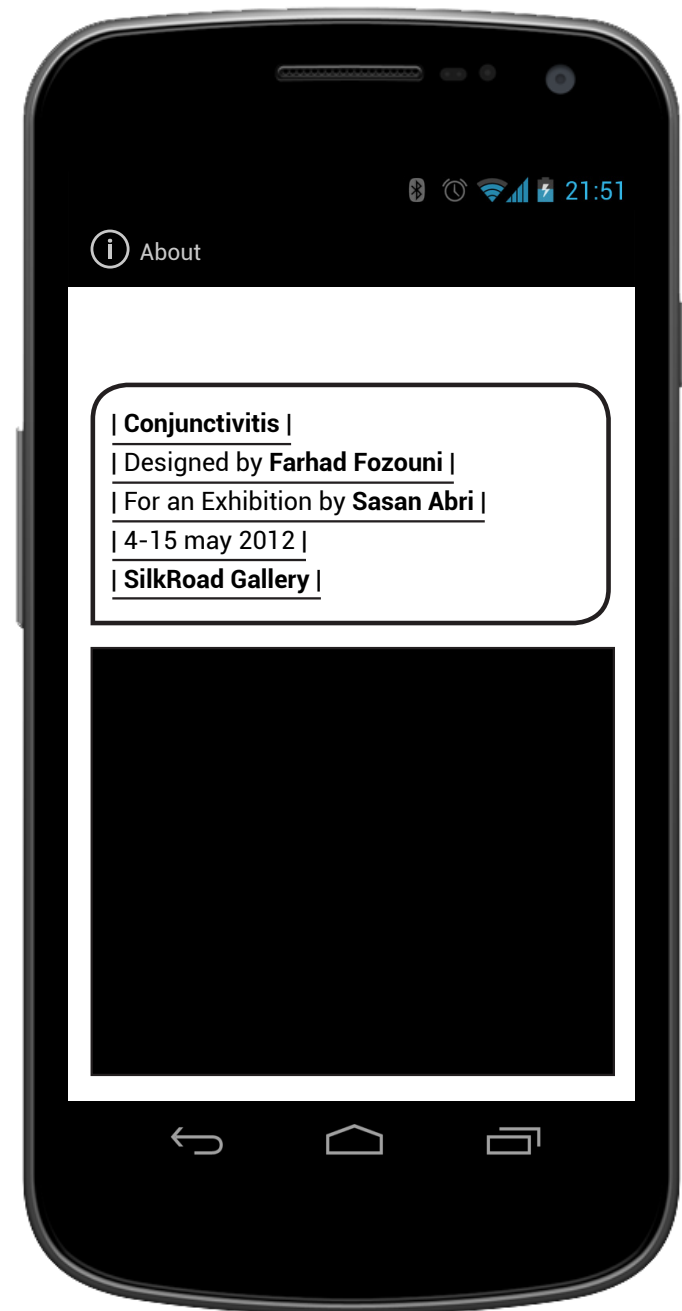 21:51
About
| Conjunctivitis |
| Designed by Farhad Fozouni |
| For an Exhibition by Sasan Abri |
| 4-15 may 2012 |
| SilkRoad Gallery |